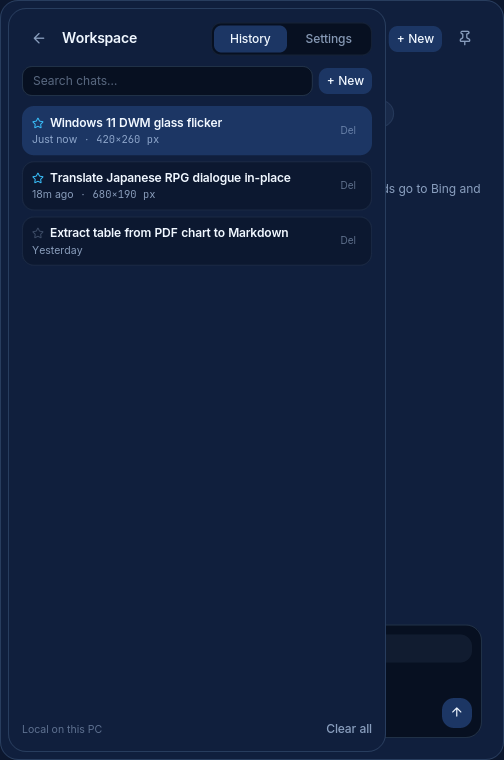 Workspace
History
Settings
+ New
Search chats...
+ New
Windows 11 DWM glass flicker
Just now · 420×260 px
Del
Translate Japanese RPG dialogue in-place
18m ago · 680×190 px
Del
Extract table from PDF chart to Markdown
Yesterday
Del
go to Bing and
Local on this PC
Clear all